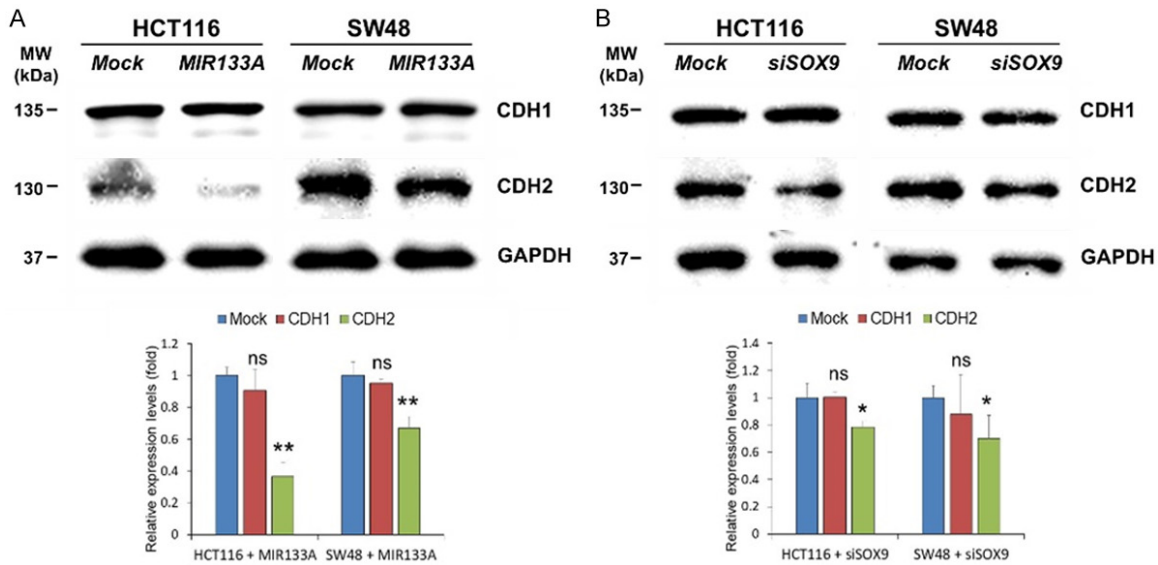 A
HCT116 SW48
MW (kDa) Mock MIR133A Mock MIR133A
135 CDH1
130 CDH2
37 GAPDH
Mock CDH1 CDH2
Relative expression levels (fold)
1.2
1
0.8
0.6
0.4
0.2
0
ns
**
ns
**
HCT116 + MIR133A SW48 + MIR133A
B
HCT116 SW48
MW (kDa) Mock siSOX9 Mock siSOX9
135 CDH1
130 CDH2
37 GAPDH
Mock CDH1 CDH2
Relative expression levels (fold)
1.4
1.2
1
0.8
0.6
0.4
0.2
0
ns
*
ns
*
HCT116 + siSOX9 SW48 + siSOX9